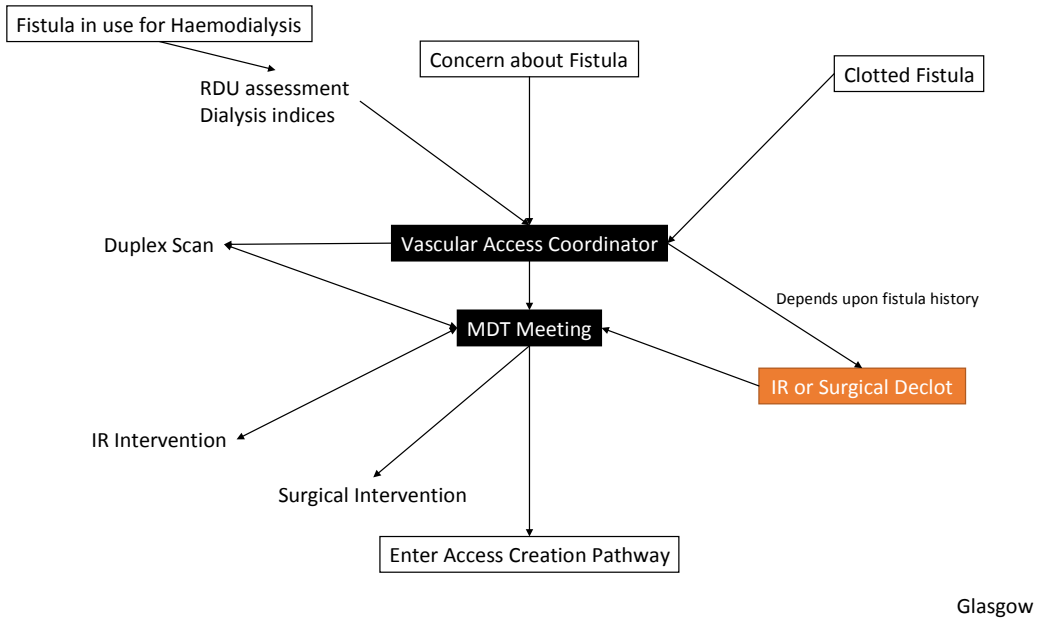 Fistula in use for Haemodialysis
Concern about Fistula
Clotted Fistula
RDU assessment
Dialysis indices
Duplex Scan
Vascular Access Coordinator
Depends upon fistula history
MDT Meeting
IR or Surgical Declot
IR Intervention
Surgical Intervention
Enter Access Creation Pathway
Glasgow